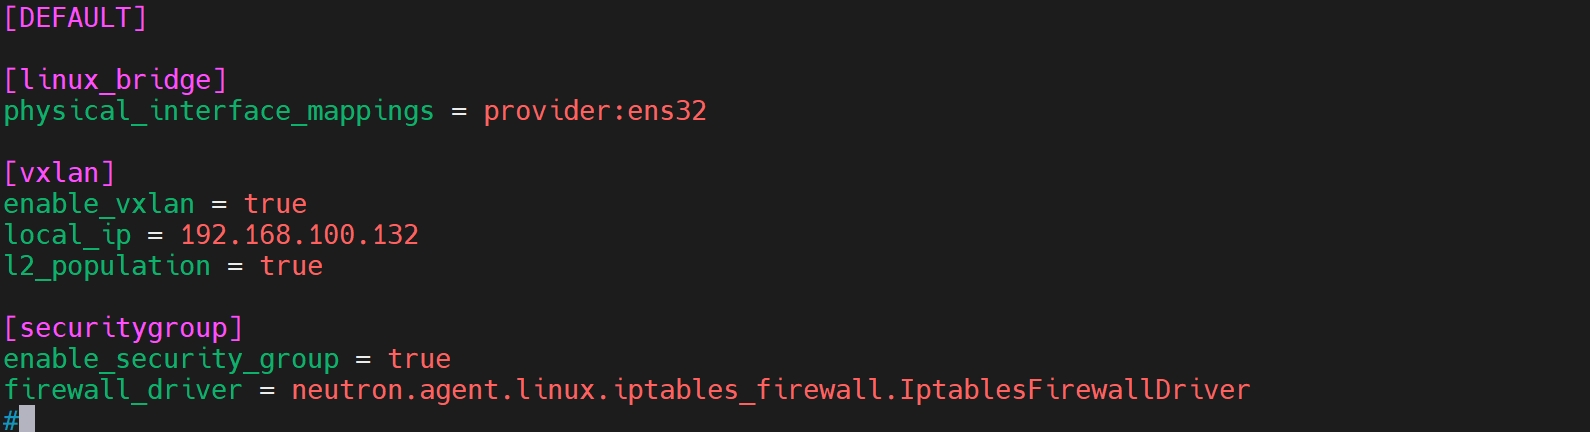 [DEFAULT]
[linux_bridge]
physical_interface_mappings = provider:ens32
[vxlan]
enable_vxlan = true
local_ip = 192.168.100.132
l2_population = true
[securitygroup]
enable_security_group = true
firewall_driver = neutron.agent.linux.iptables_firewall.IptablesFirewallDriver
#